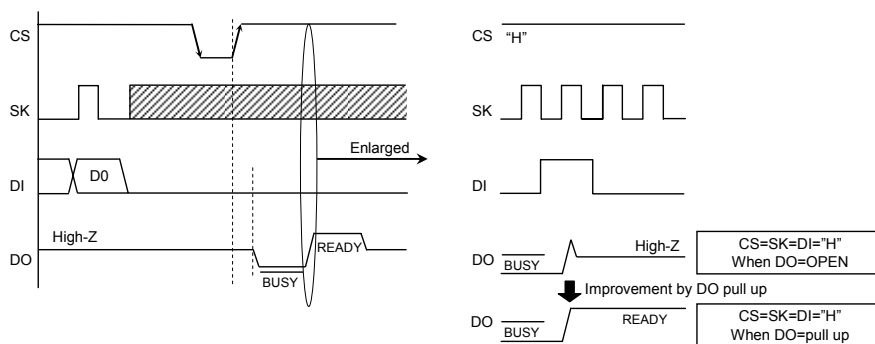 CS
SK
DI
D0
DO
High-Z
BUSY
READY
Enlarged
CS
“H”
SK
DI
DO
BUSY
High-Z
CS=SK=DI=”H”
When DO=OPEN
Improvement by DO pull up
DO
BUSY
READY
CS=SK=DI=”H”
When DO=pull up